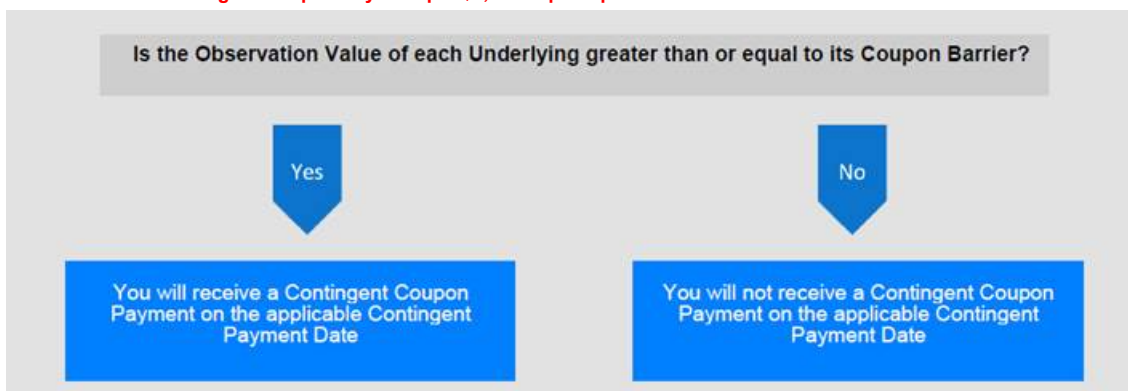 Is the Observation Value of each Underlying greater than or equal to its Coupon Barrier?
Yes
No
You will receive a Contingent Coupon
Payment on the applicable Contingent
Payment Date
You will not receive a Contingent Coupon
Payment on the applicable Contingent
Payment Date